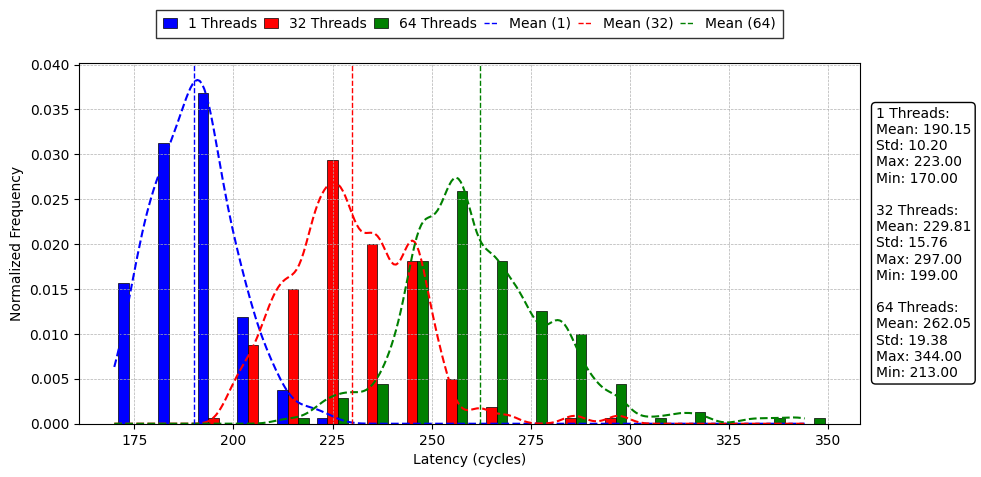 1 Threads 32 Threads 64 Threads Mean (1) Mean (32) Mean (64)
0.040
0.035
0.030
0.025
0.020
0.015
0.010
0.005
0.000
Normalized Frequency
175 200 225 250 275 300 325 350
Latency (cycles)
1 Threads:
Mean: 190.15
Std: 10.20
Max: 223.00
Min: 170.00
32 Threads:
Mean: 229.81
Std: 15.76
Max: 297.00
Min: 199.00
64 Threads:
Mean: 262.05
Std: 19.38
Max: 344.00
Min: 213.00